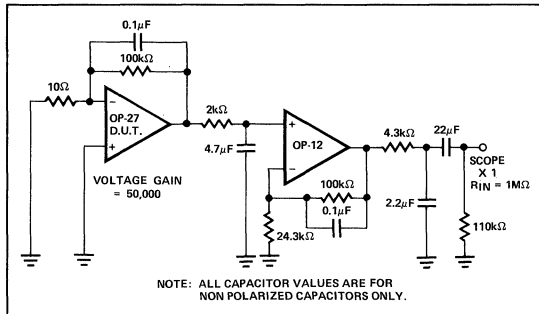 0.1μF
100kΩ
10Ω
−
+
OP-27
D.U.T.
VOLTAGE GAIN
= 50,000
2kΩ
4.7μF
+
−
OP-12
100kΩ
0.1μF
24.3kΩ
4.3kΩ
22μF
2.2μF
110kΩ
SCOPE
X 1
RIN = 1MΩ
NOTE: ALL CAPACITOR VALUES ARE FOR
NON POLARIZED CAPACITORS ONLY.